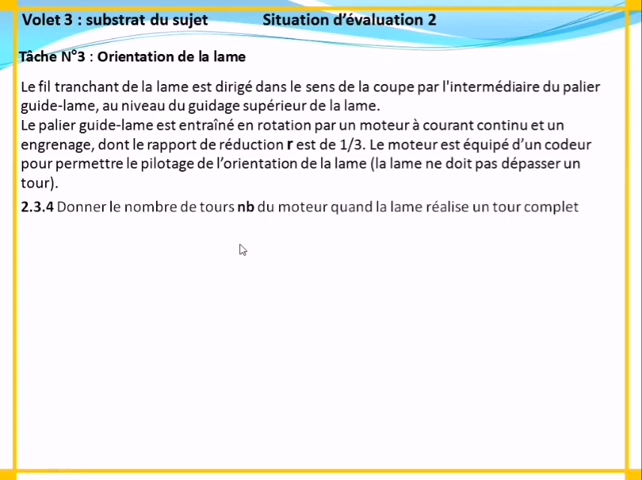 Volet 3 : substrat du sujet Situation d’évaluation 2
Tâche N°3 : Orientation de la lame
Le fil tranchant de la lame est dirigé dans le sens de la coupe par l'intermédiaire du palier
guide-lame, au niveau du guidage supérieur de la lame.
Le palier guide-lame est entraîné en rotation par un moteur à courant continu et un
engrenage, dont le rapport de réduction r est de 1/3. Le moteur est équipé d’un codeur
pour permettre le pilotage de l’orientation de la lame (la lame ne doit pas dépasser un
tour).
2.3.4 Donner le nombre de tours nb du moteur quand la lame réalise un tour complet